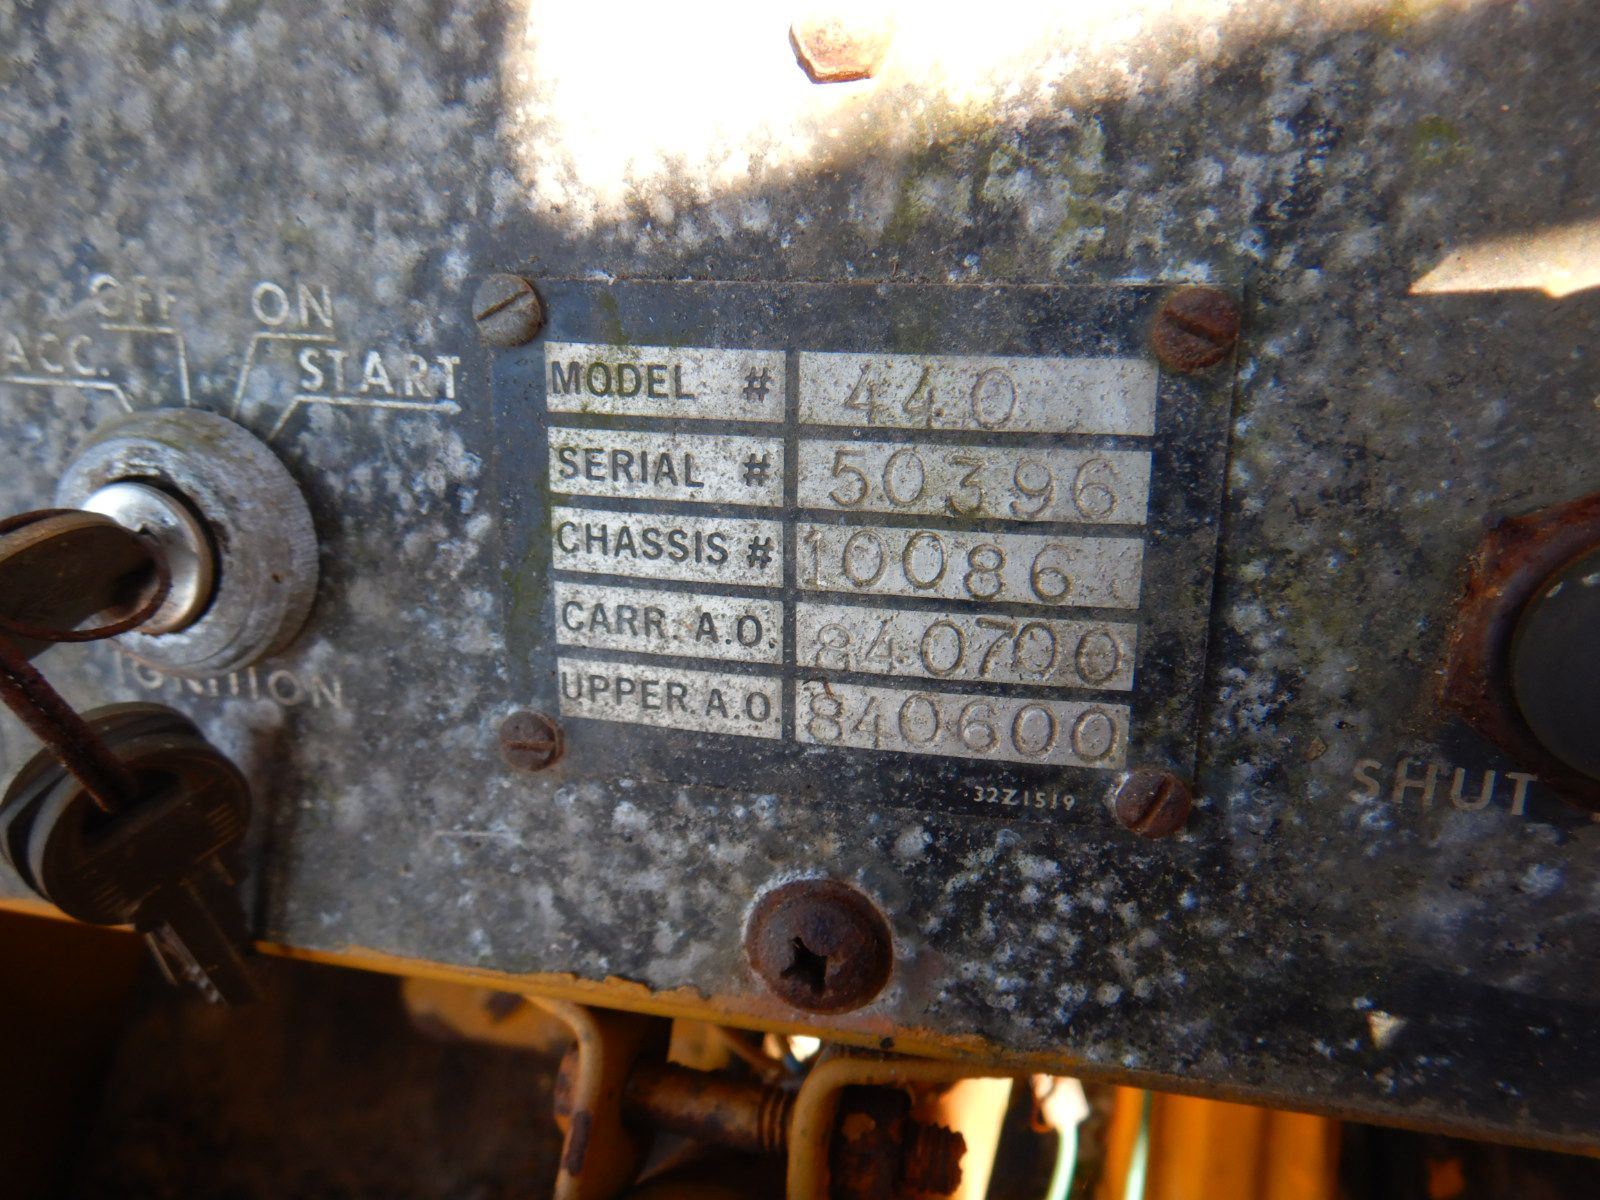 OFF
ON
ACC.
START
IGNITION
MODEL # 440
SERIAL # 50396
CHASSIS # 10086
CARR. A.O. 840700
UPPER A.O. 840600
32Z1519
SHUT